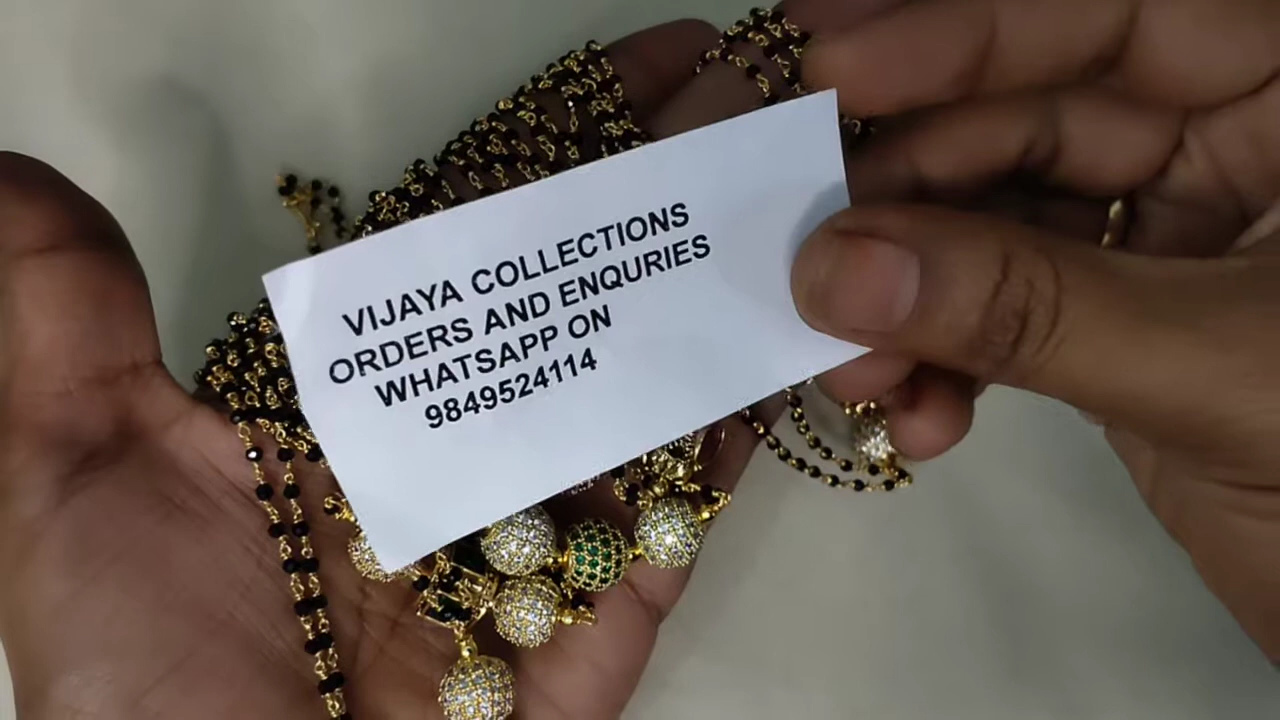 VIJAYA COLLECTIONS
ORDERS AND ENQURIES
WHATSAPP ON
9849524114